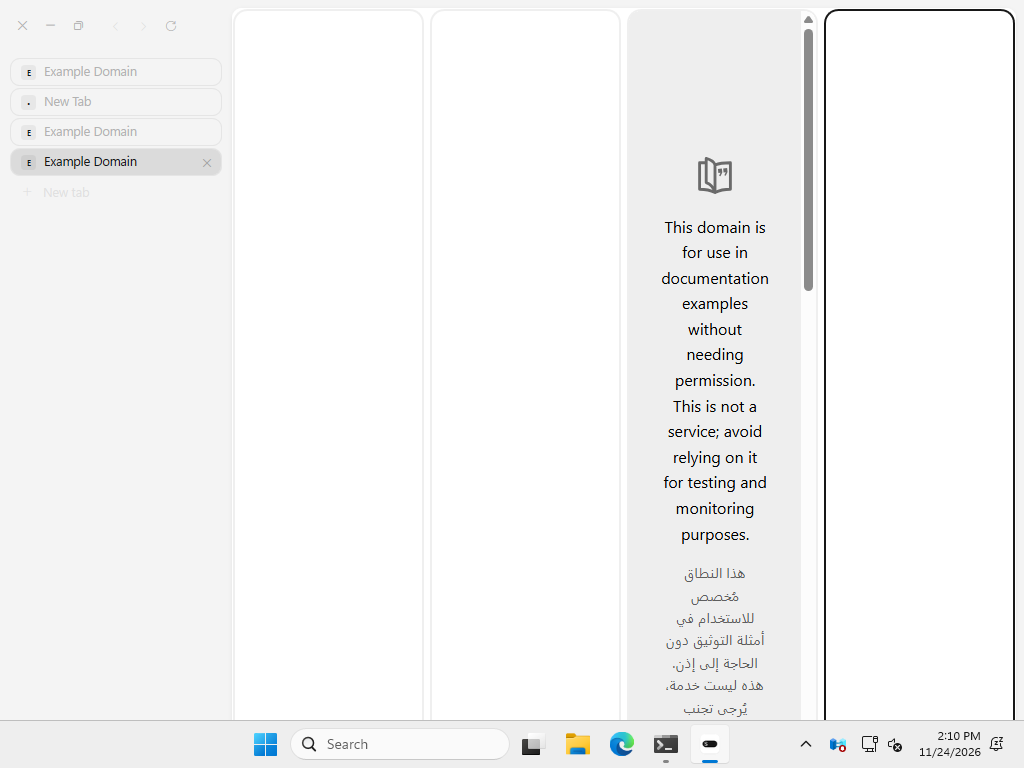 E Example Domain
New Tab
E Example Domain
E Example Domain
+ New tab
This domain is
for use in
documentation
examples
without
needing
permission.
This is not a
service; avoid
relying on it
for testing and
monitoring
purposes.
هذا النطاق
مُخصص
للاستخدام في
أمثلة التوثيق دون
الحاجة إلى إذن.
هذه ليست خدمة،
يُرجى تجنب
Search
2:10 PM
11/24/2026